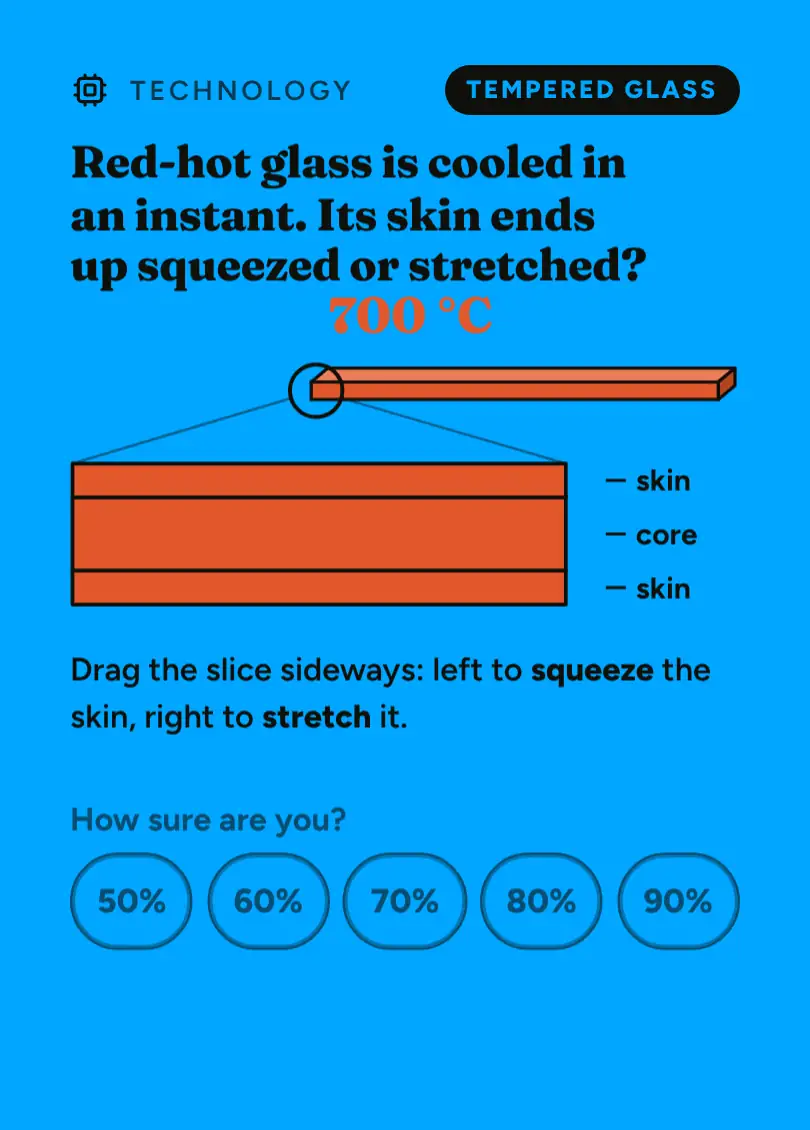 TECHNOLOGY
TEMPERED GLASS
Red-hot glass is cooled in
an instant. Its skin ends
up squeezed or stretched?
700 °C
– skin
– core
– skin
Drag the slice sideways: left to squeeze the
skin, right to stretch it.
How sure are you?
50% 60% 70% 80% 90%